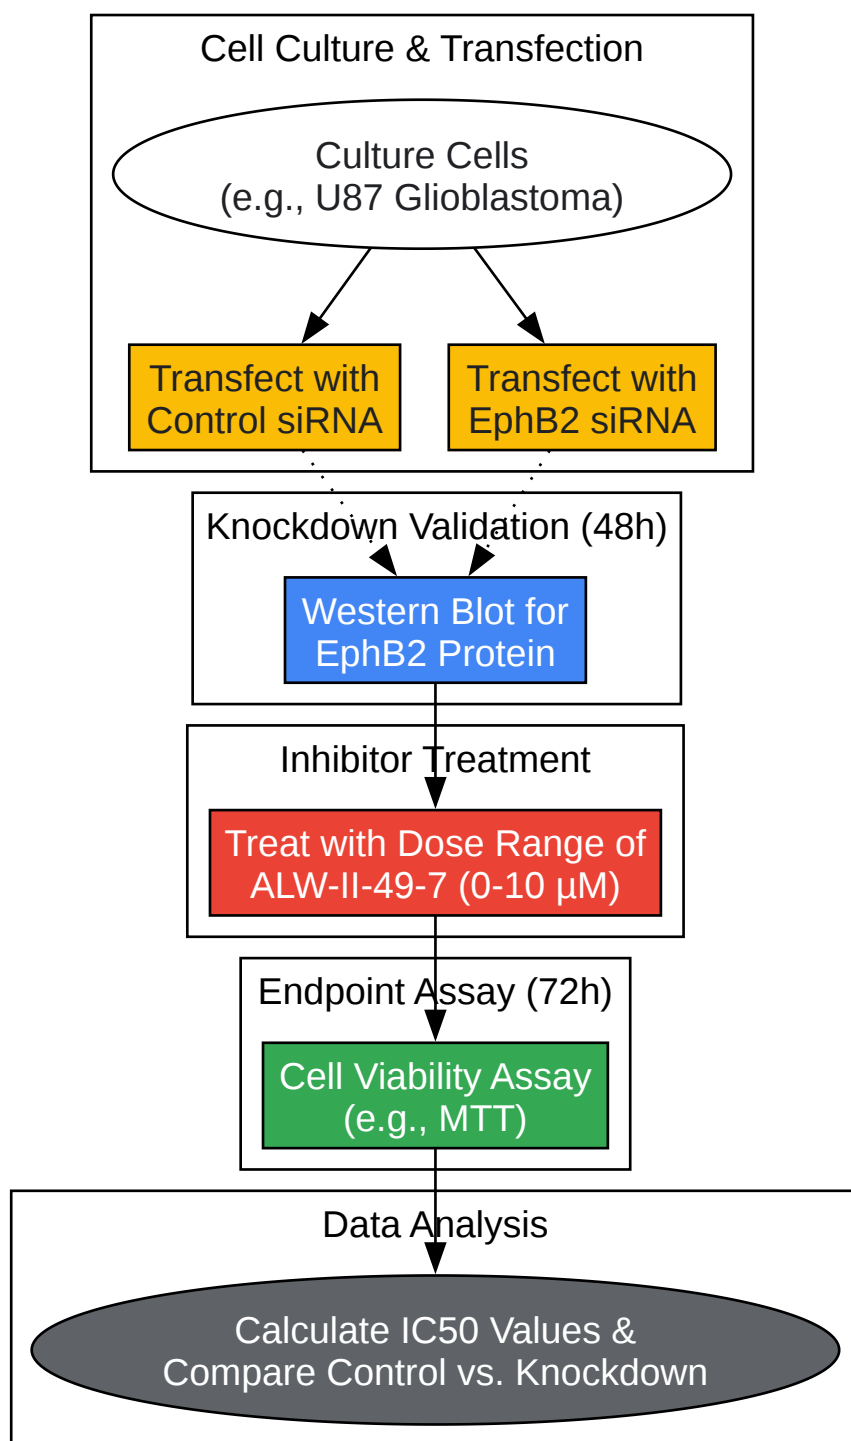 Cell Culture & Transfection
Culture Cells
(e.g., U87 Glioblastoma)
Transfect with
Control siRNA
Transfect with
EphB2 siRNA
Knockdown Validation (48h)
Western Blot for
EphB2 Protein
Inhibitor Treatment
Treat with Dose Range of
ALW-II-49-7 (0-10 µM)
Endpoint Assay (72h)
Cell Viability Assay
(e.g., MTT)
Data Analysis
Calculate IC50 Values &
Compare Control vs. Knockdown